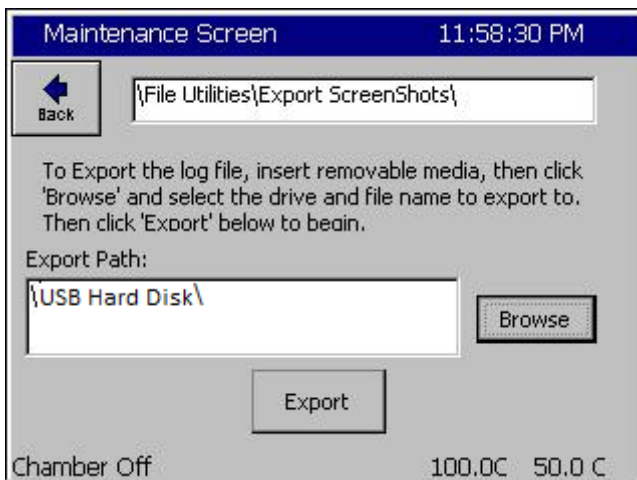 Maintenance Screen 11:58:30 PM
Back
\File Utilities\Export ScreenShots\
To Export the log file, insert removable media, then click
'Browse' and select the drive and file name to export to.
Then click 'Export' below to begin.
Export Path:
\USB Hard Disk\
Browse
Export
Chamber Off 100.0C 50.0 C